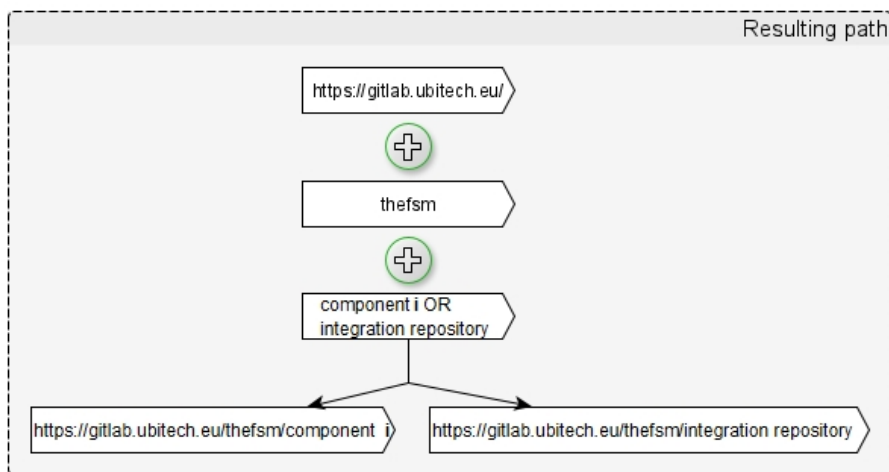 Resulting path
https://gitlab.ubitech.eu/
thefsm
component i OR
integration repository
https://gitlab.ubitech.eu/thefsm/component i
https://gitlab.ubitech.eu/thefsm/integration repository